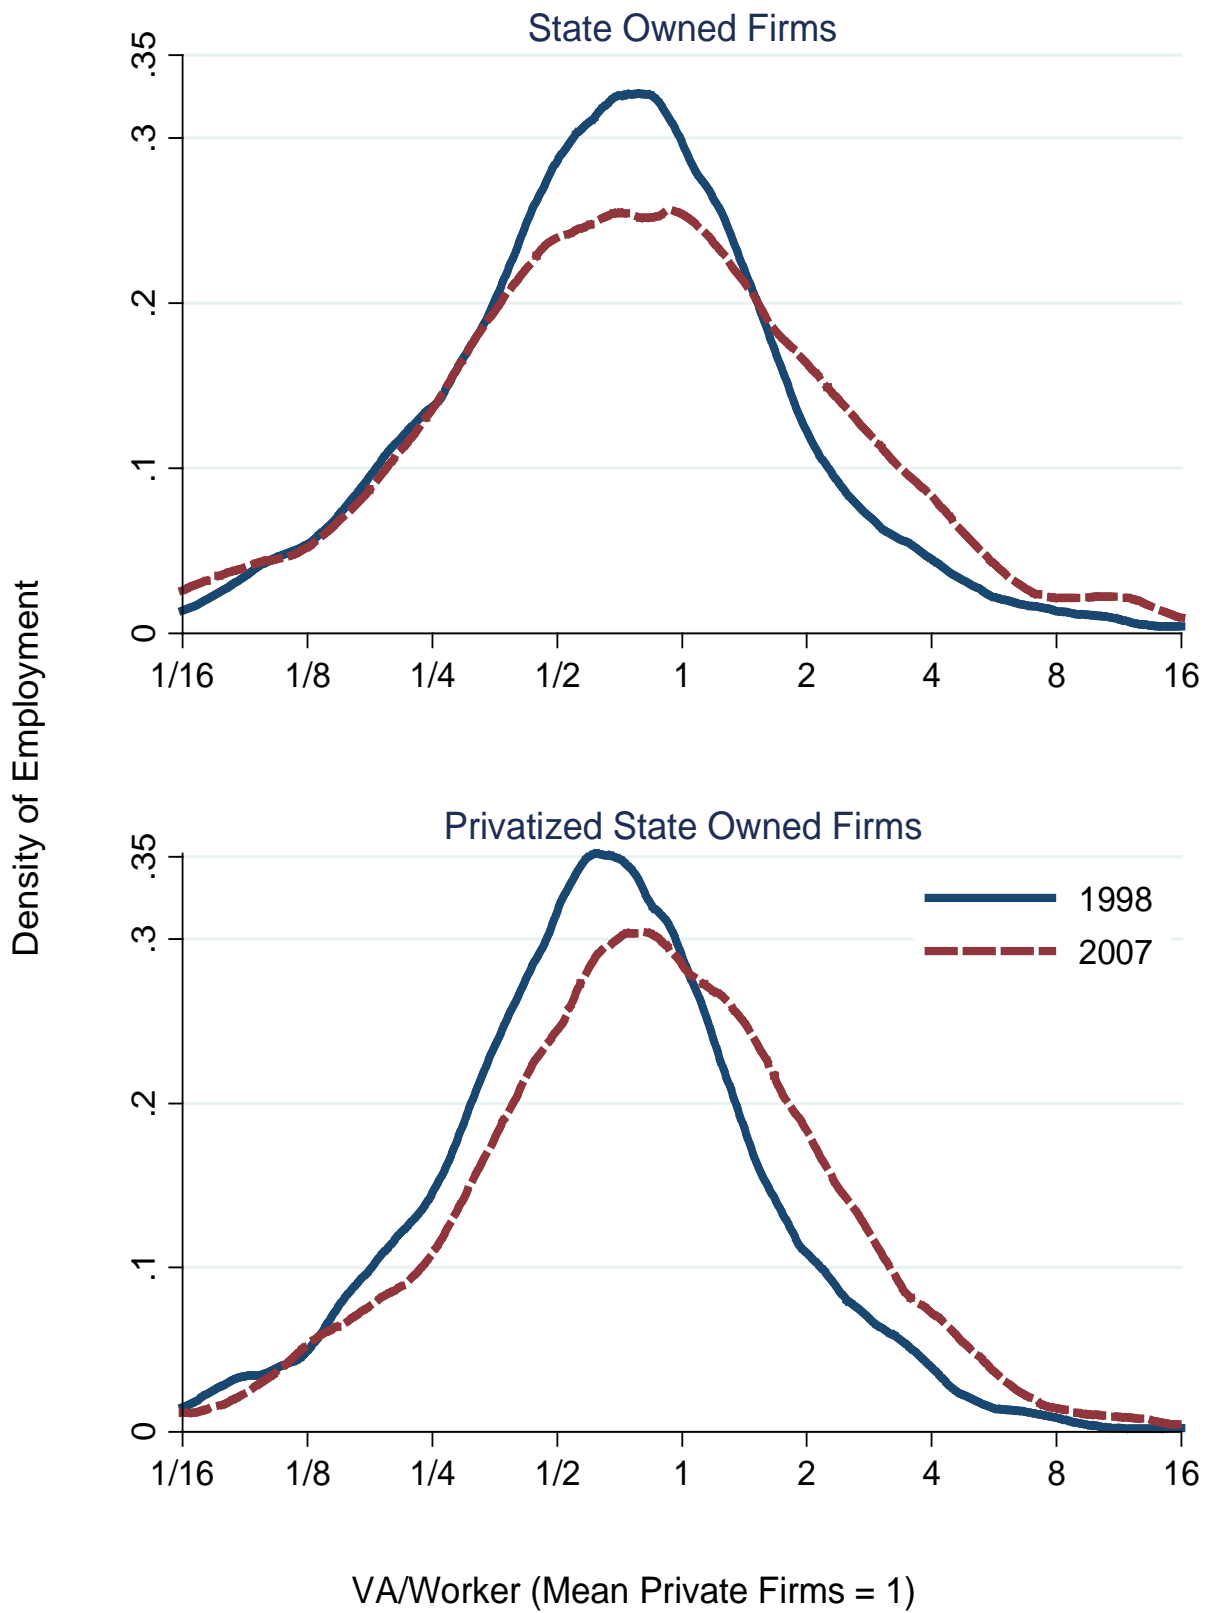 State Owned Firms
.35
.3
.2
.1
0
1/16 1/8 1/4 1/2 1 2 4 8 16
Density of Employment
Privatized State Owned Firms
.35
.3
.2
.1
0
1998
2007
1/16 1/8 1/4 1/2 1 2 4 8 16
VA/Worker (Mean Private Firms = 1)